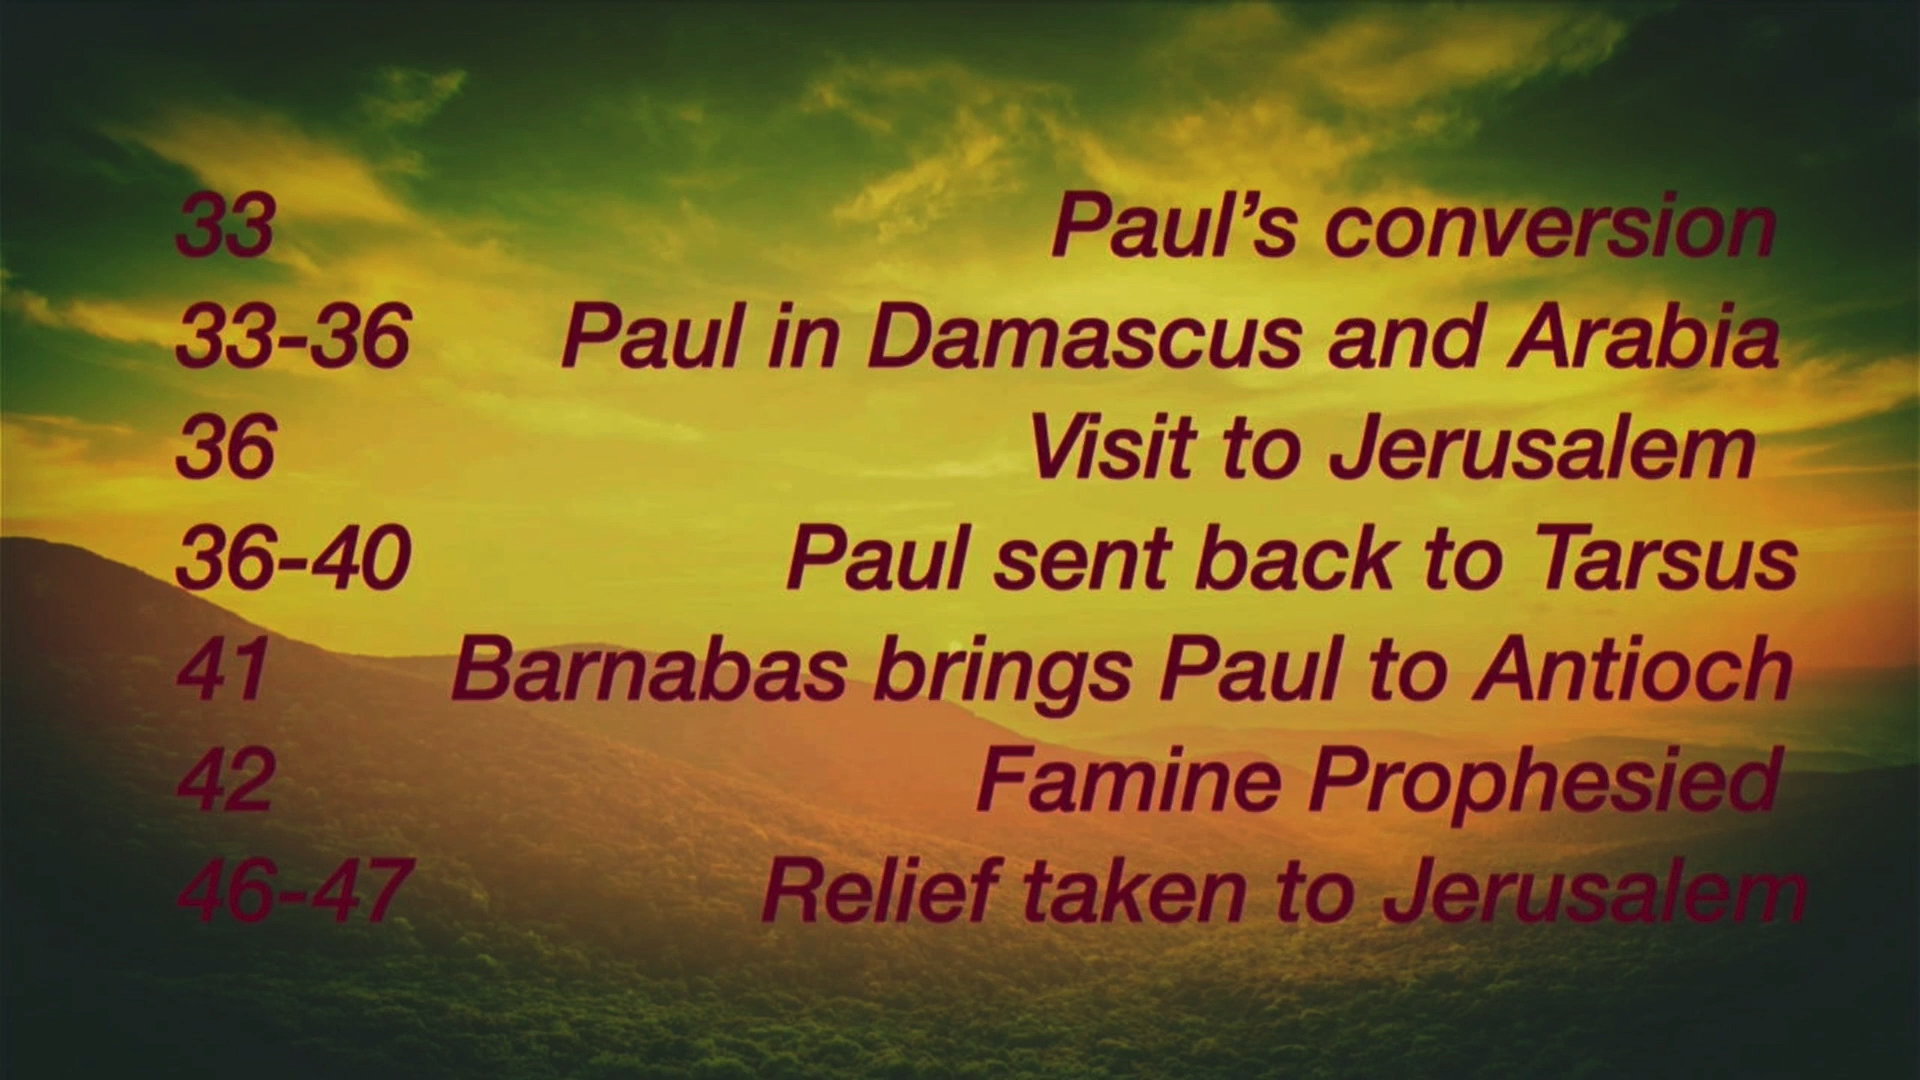 33 Paul’s conversion
33-36 Paul in Damascus and Arabia
36 Visit to Jerusalem
36-40 Paul sent back to Tarsus
41 Barnabas brings Paul to Antioch
42 Famine Prophesied
46-47 Relief taken to Jerusalem